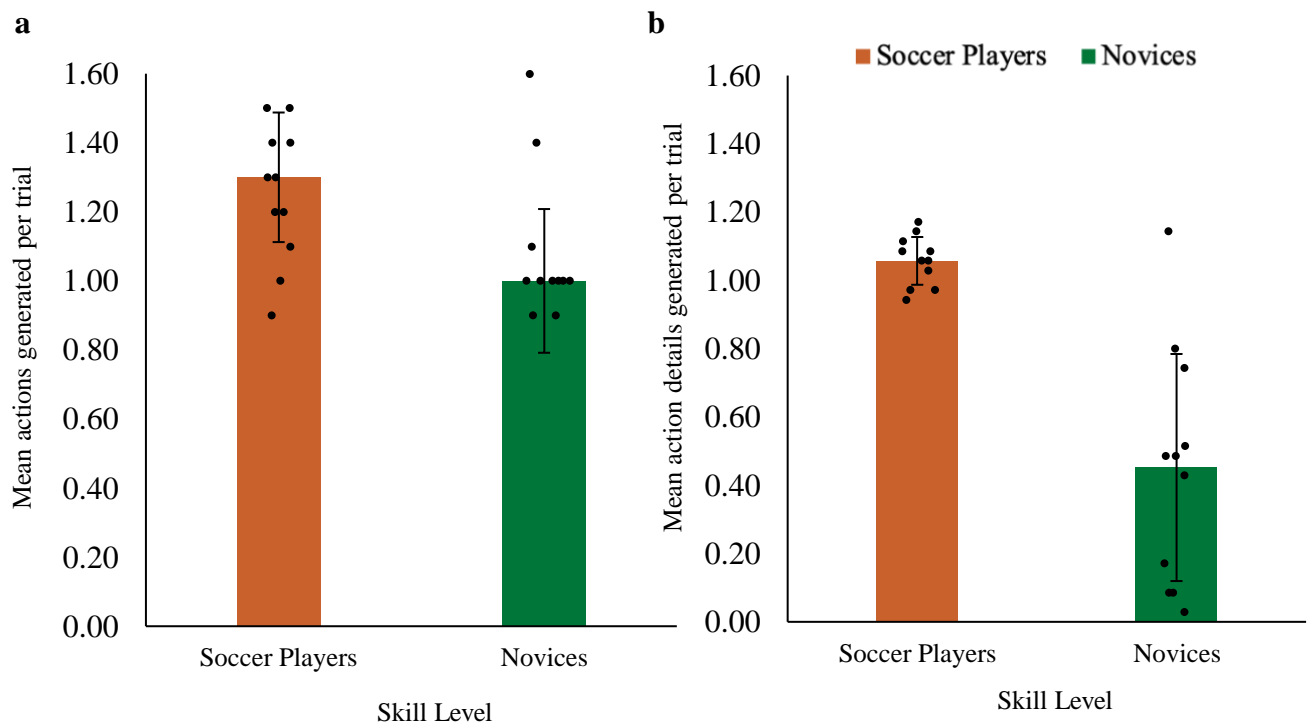 a
Mean actions generated per trial
1.60
1.40
1.20
1.00
0.80
0.60
0.40
0.20
0.00
Soccer Players
Novices
Skill Level
b
Soccer Players
Novices
Mean action details generated per trial
1.60
1.40
1.20
1.00
0.80
0.60
0.40
0.20
0.00
Soccer Players
Novices
Skill Level